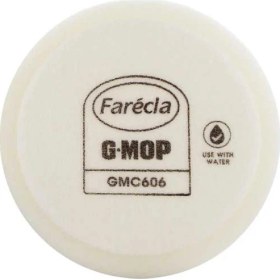 Farécla
G·MOP
USE WITH
WATER
GMC606